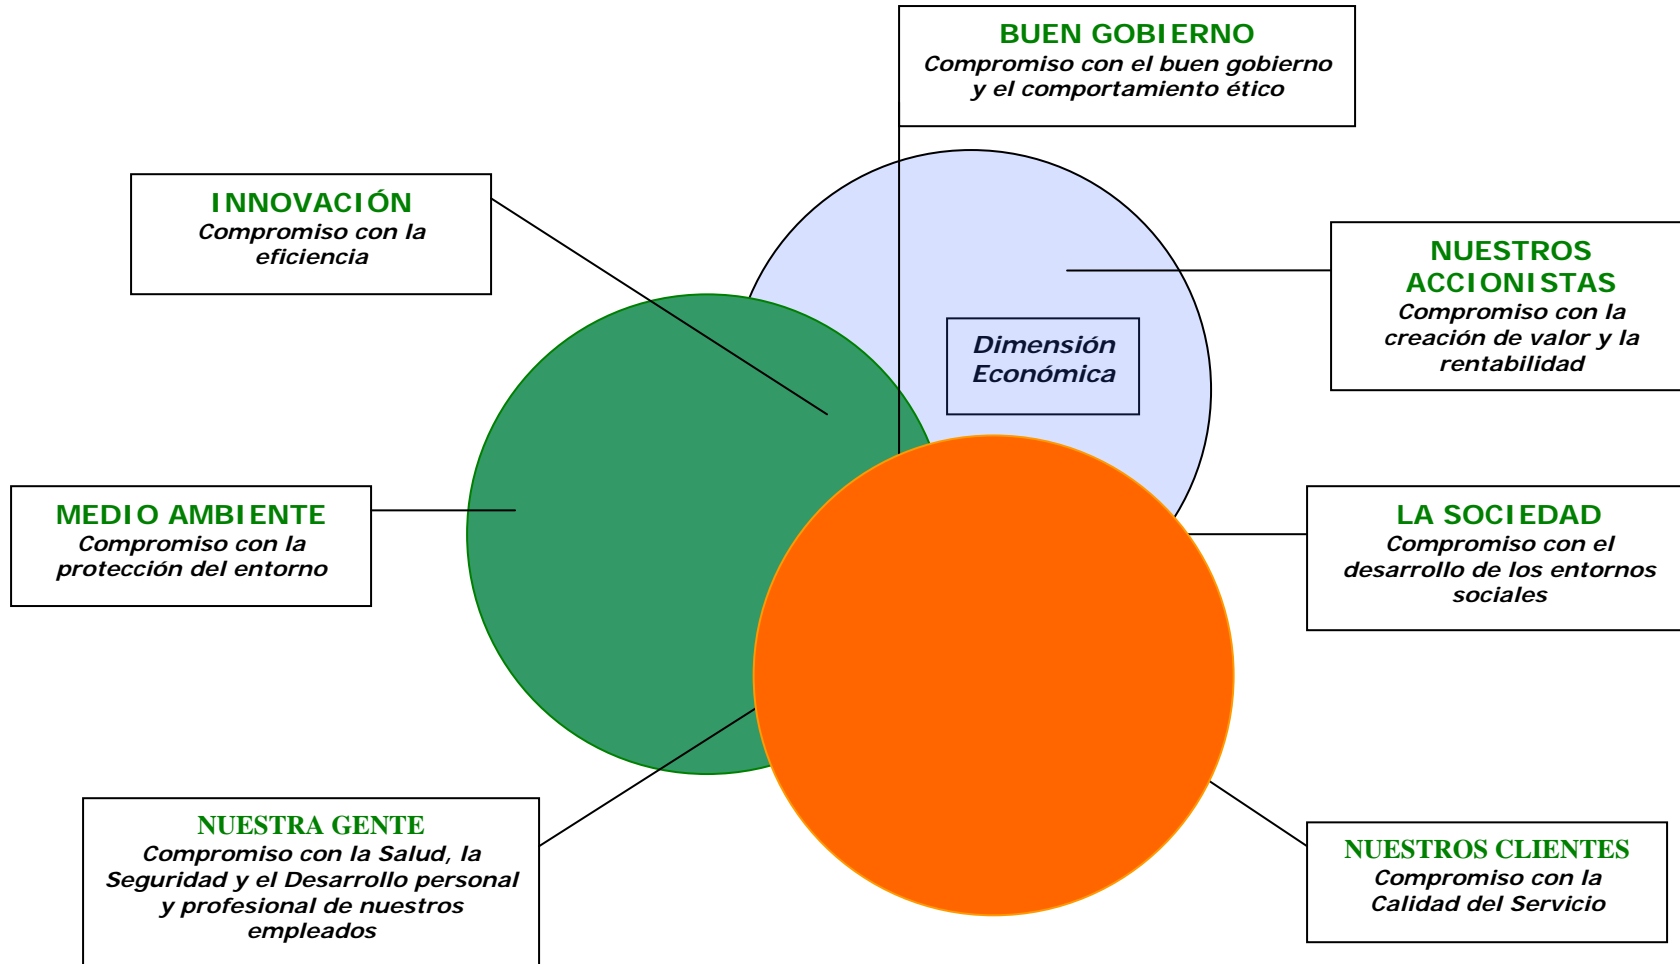 BUEN GOBIERNO
Compromiso con el buen gobierno
y el comportamiento ético
INNOVACIÓN
Compromiso con la
eficiencia
NUESTROS
ACCIONISTAS
Compromiso con la
creación de valor y la
rentabilidad
Dimensión
Económica
MEDIO AMBIENTE
Compromiso con la
protección del entorno
LA SOCIEDAD
Compromiso con el
desarrollo de los entornos
sociales
NUESTRA GENTE
Compromiso con la Salud, la
Seguridad y el Desarrollo personal
y profesional de nuestros
empleados
NUESTROS CLIENTES
Compromiso con la
Calidad del Servicio